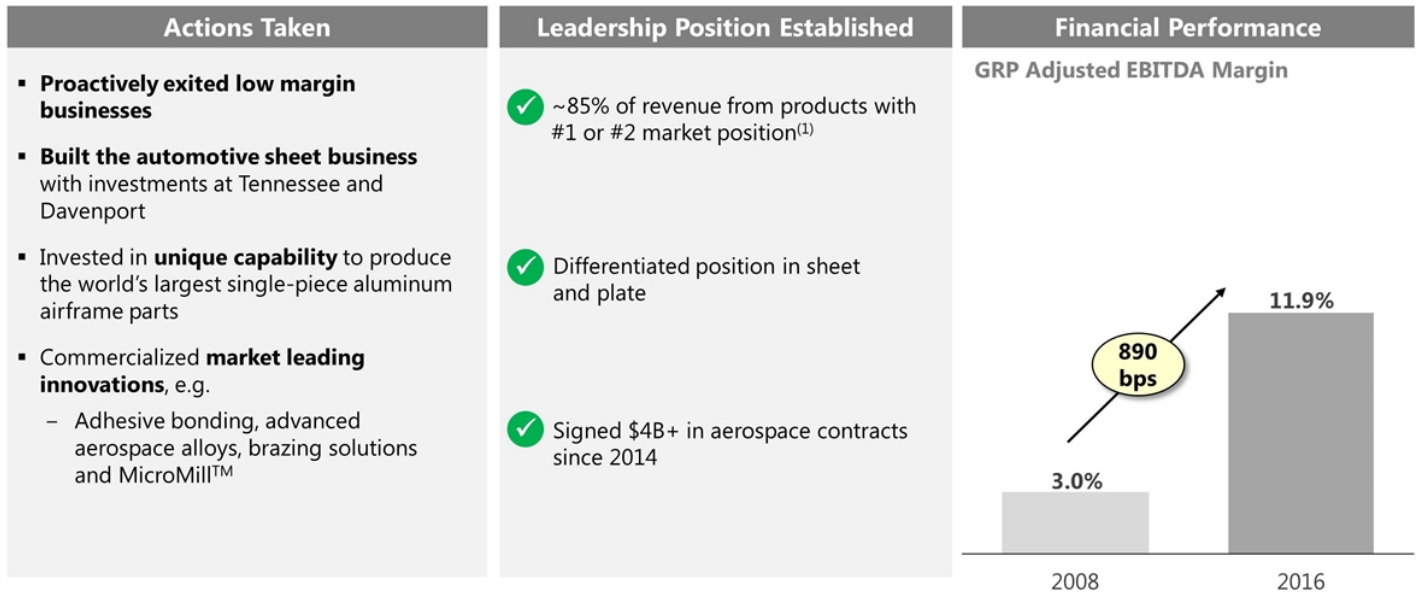 Actions Taken
▪ Proactively exited low margin
businesses
▪ Built the automotive sheet business
with investments at Tennessee and
Davenport
▪ Invested in unique capability to produce
the world’s largest single-piece aluminum
airframe parts
▪ Commercialized market leading
innovations, e.g.
– Adhesive bonding, advanced
aerospace alloys, brazing solutions
and MicroMill™
Leadership Position Established
~85% of revenue from products with
#1 or #2 market position(1)
Differentiated position in sheet
and plate
Signed $4B+ in aerospace contracts
since 2014
Financial Performance
GRP Adjusted EBITDA Margin
11.9%
890
bps
3.0%
2008
2016